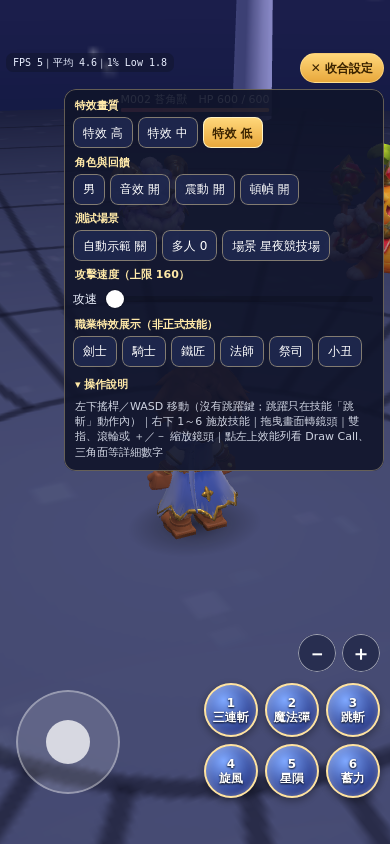 FPS 5｜平均 4.6｜1% Low 1.8
✕ 收合設定
M002 苔角獸　HP 600 / 600
特效畫質
特效 高
特效 中
特效 低
角色與回饋
男
音效 開
震動 開
頓幀 開
測試場景
自動示範 關
多人 0
場景 星夜競技場
攻擊速度（上限 160）
攻速
職業特效展示（非正式技能）
劍士
騎士
鐵匠
法師
祭司
小丑
▾ 操作說明
左下搖桿／WASD 移動（沒有跳躍鍵；跳躍只在技能「跳
斬」動作內）｜右下 1～6 施放技能｜拖曳畫面轉鏡頭｜雙
指、滾輪或 ＋／－ 縮放鏡頭｜點左上效能列看 Draw Call、
三角面等詳細數字
−
+
1
三連斬
2
魔法彈
3
跳斬
4
旋風
5
星隕
6
蓄力